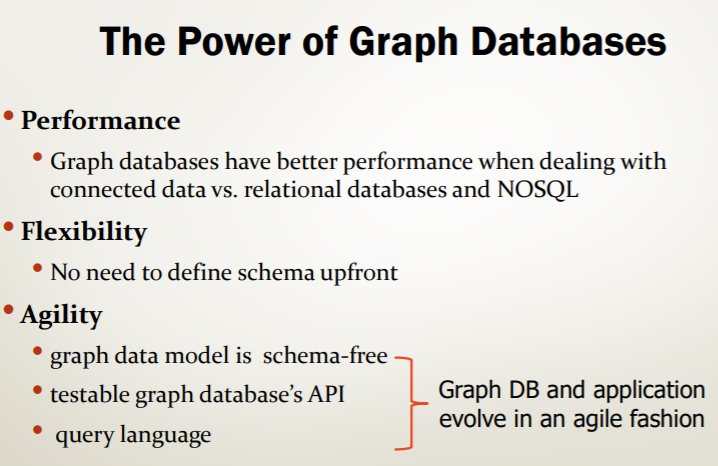 The Power of Graph Databases
• Performance
• Graph databases have better performance when dealing with
connected data vs. relational databases and NOSQL
• Flexibility
• No need to define schema upfront
• Agility
• graph data model is schema-free
• testable graph database's API
• query language
Graph DB and application
evolve in an agile fashion